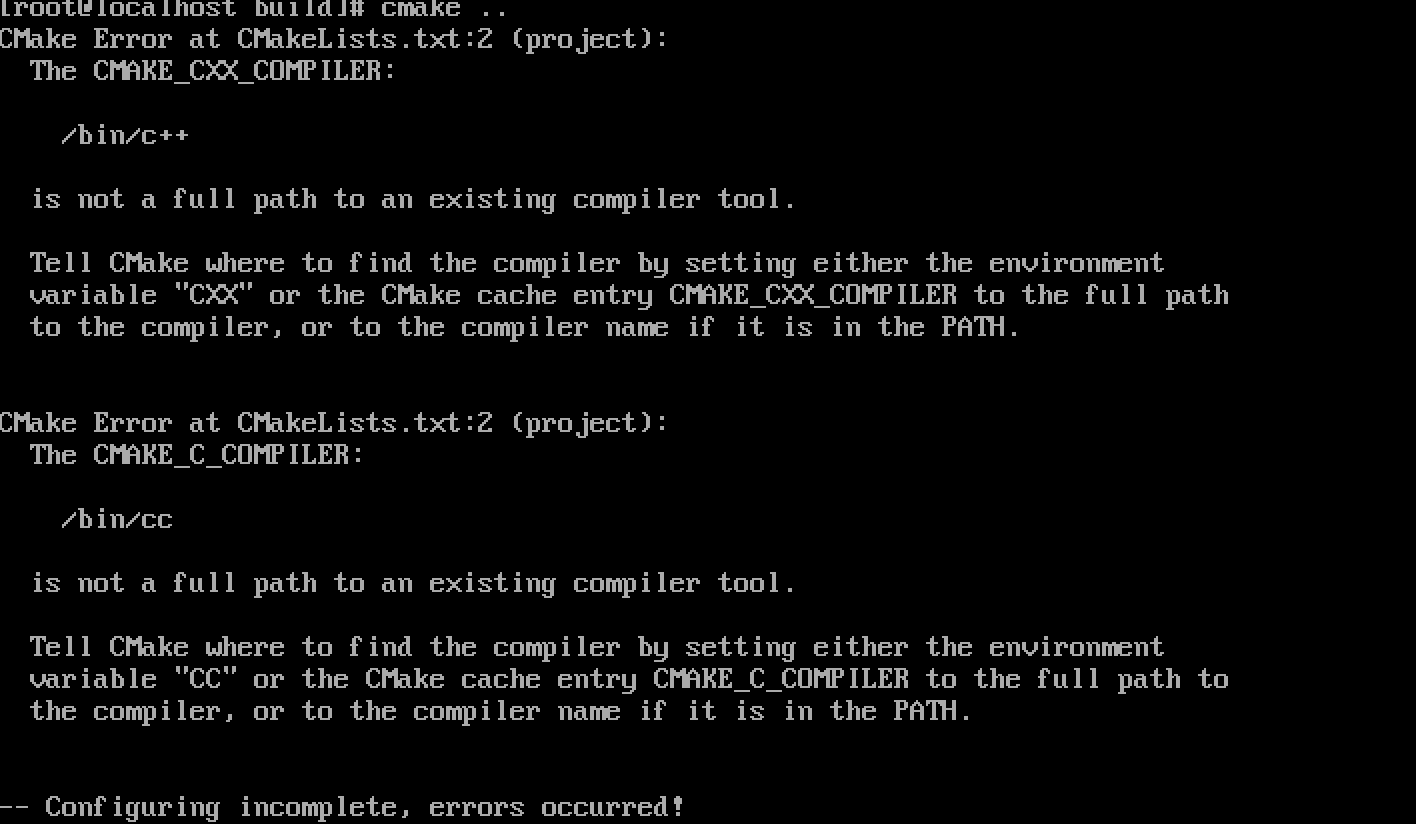 [root@localhost build]# cmake ..
CMake Error at CMakeLists.txt:2 (project):
The CMAKE_CXX_COMPILER:
/bin/c++
is not a full path to an existing compiler tool.
Tell CMake where to find the compiler by setting either the environment
variable "CXX" or the CMake cache entry CMAKE_CXX_COMPILER to the full path
to the compiler, or to the compiler name if it is in the PATH.
CMake Error at CMakeLists.txt:2 (project):
The CMAKE_C_COMPILER:
/bin/cc
is not a full path to an existing compiler tool.
Tell CMake where to find the compiler by setting either the environment
variable "CC" or the CMake cache entry CMAKE_C_COMPILER to the full path to
the compiler, or to the compiler name if it is in the PATH.
-- Configuring incomplete, errors occurred!